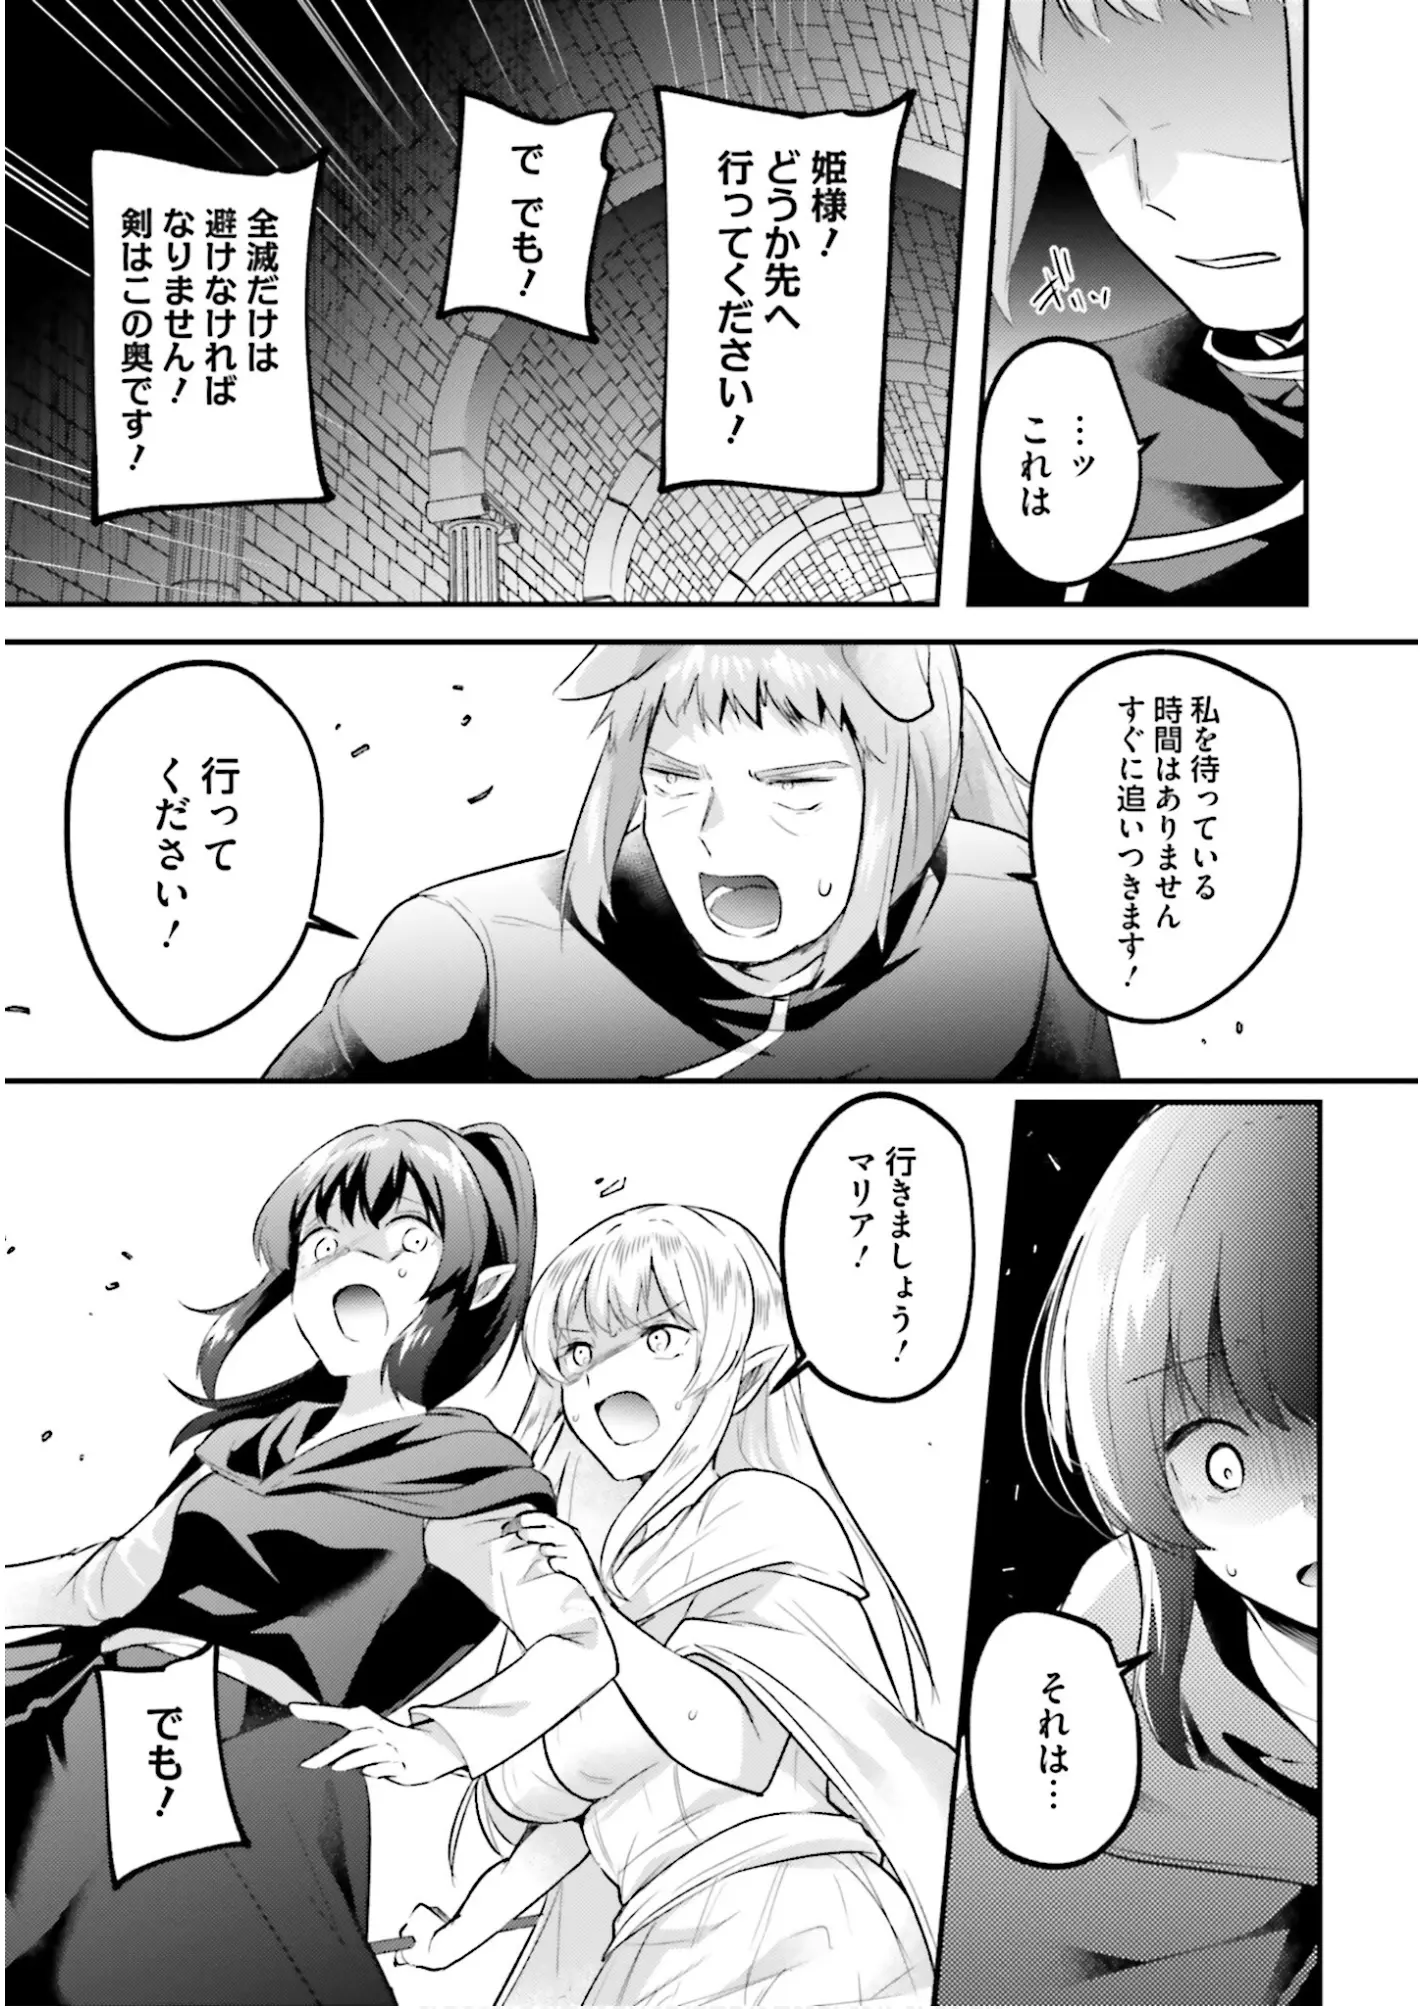 ギリッ
…ッ
これは
姫様！
どうか先へ
行ってください！
で でも！
全滅だけは
避けなければ
なりません！
剣はこの奥です！
私を待っている
時間はありません
すぐに追いつきます！
行って
ください！
それは…
行きましょう！
マリア！
でも！